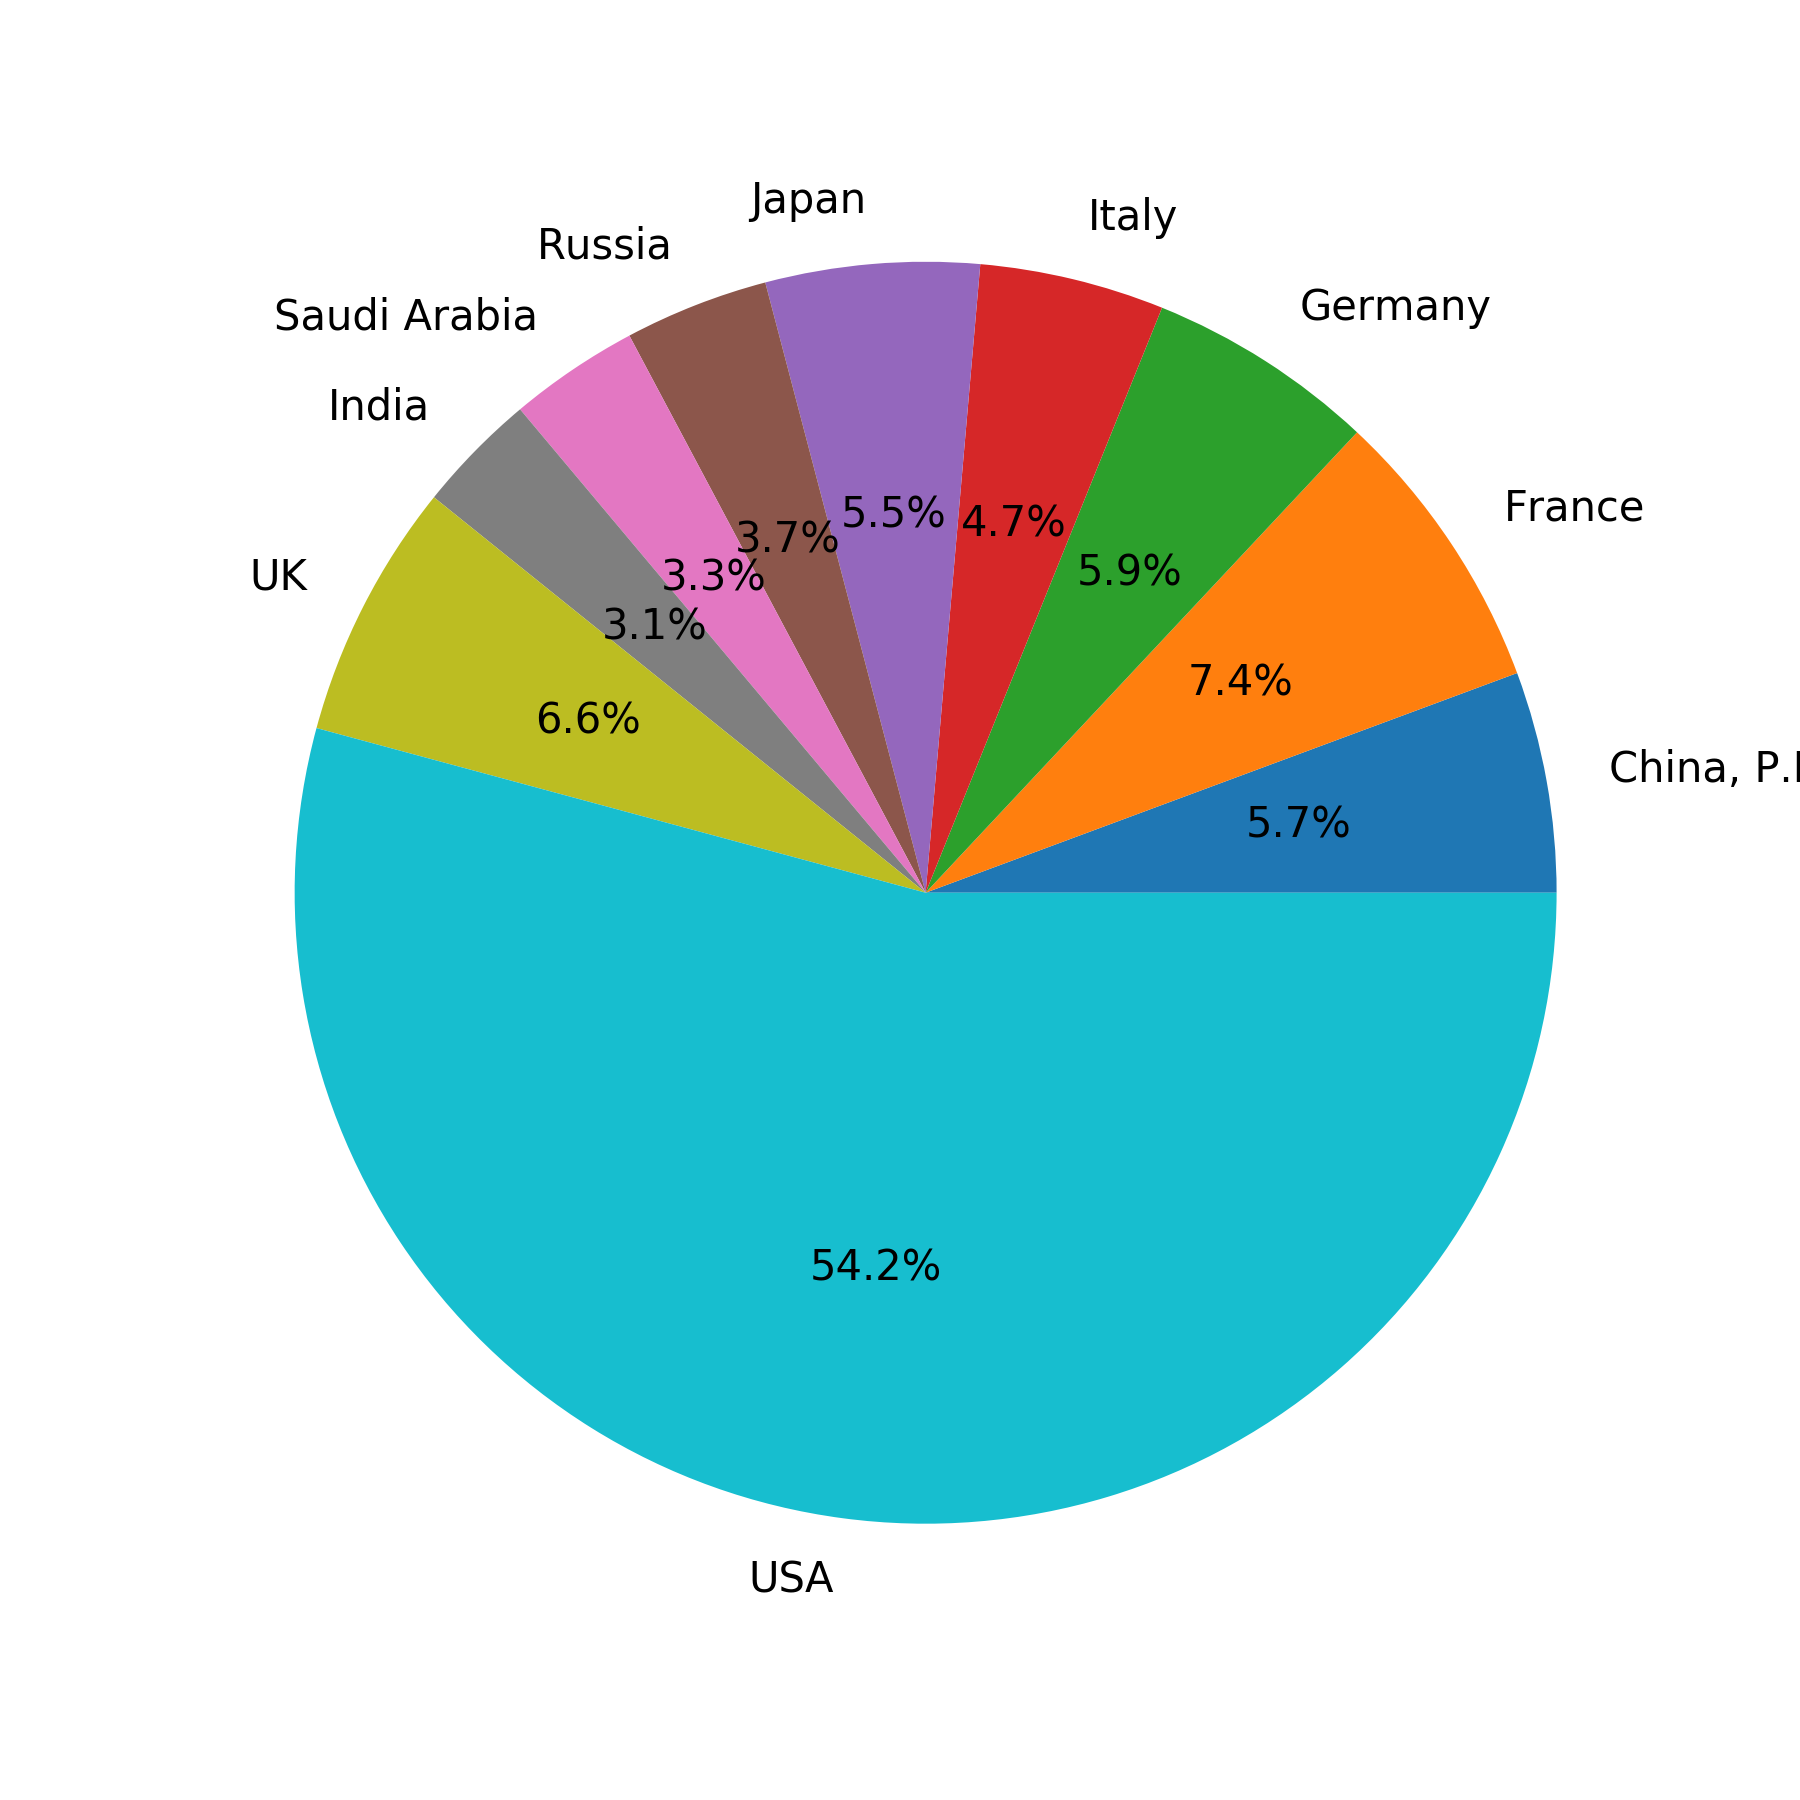 Japan
Italy
Russia
Germany
Saudi Arabia
India
France
5.5%
4.7%
3.7%
5.9%
3.3%
UK
3.1%
7.4%
6.6%
China, P.
5.7%
54.2%
USA